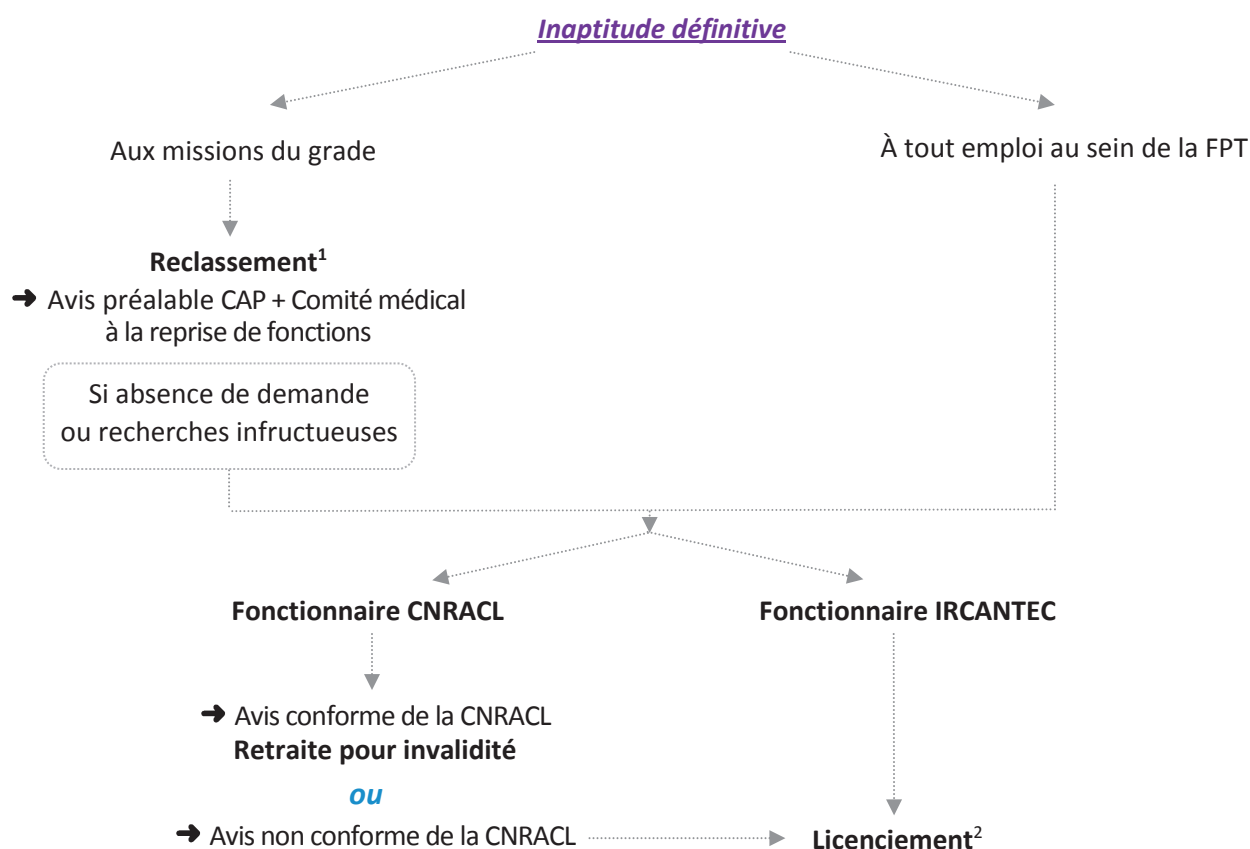 Inaptitude définitive
Aux missions du grade
À tout emploi au sein de la FPT
Reclassement¹
➜ Avis préalable CAP + Comité médical
à la reprise de fonctions
Si absence de demande
ou recherches infructueuses
Fonctionnaire CNRACL
Fonctionnaire IRCANTEC
➜ Avis conforme de la CNRACL
Retraite pour invalidité
ou
➜ Avis non conforme de la CNRACL
Licenciement²